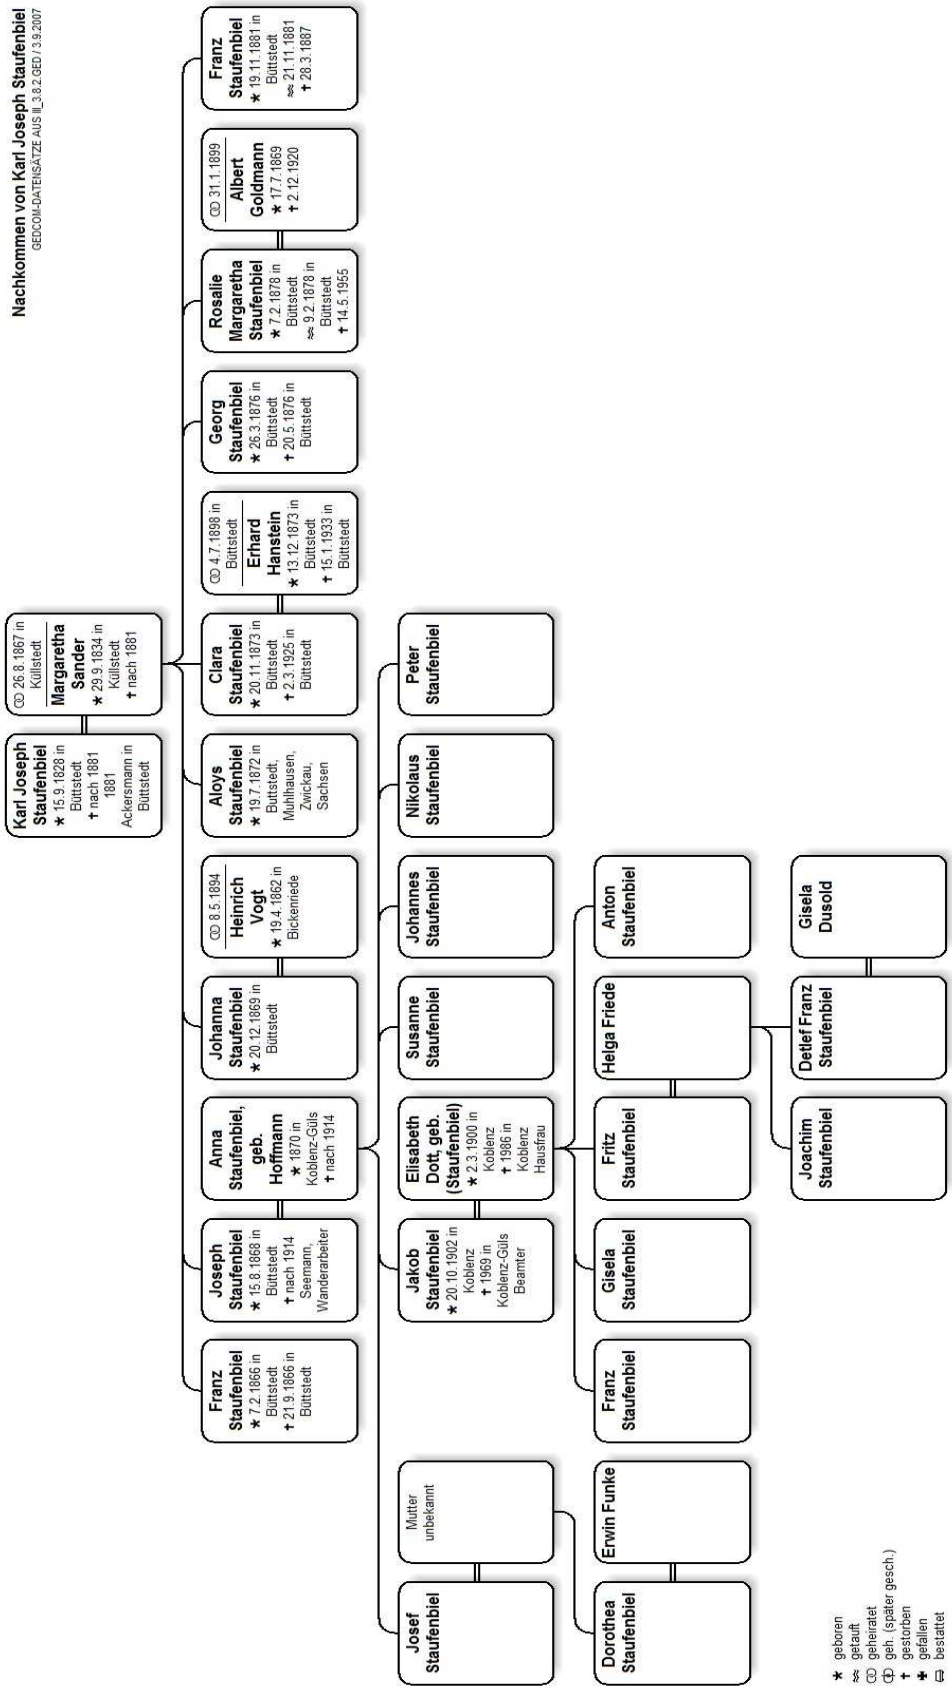 Nachkommen von Karl Joseph Staufenbiel
GEDCOM-DATENSÄTZE AUS II_3.8.2.GED / 3.9.2007
Karl Joseph
Staufenbiel
★ 15.9.1828 in
Büttstedt
✝ nach 1881
1881
Ackersmann in
Büttstedt
⚭ 26.8.1867 in
Küllstedt
Margaretha
Sander
★ 29.9.1834 in
Küllstedt
✝ nach 1881
Franz
Staufenbiel
★ 7.2.1866 in
Büttstedt
✝ 21.9.1866 in
Büttstedt
Joseph
Staufenbiel
★ 15.8.1868 in
Büttstedt
✝ nach 1914
Seemann,
Wanderarbeiter
Anna
Staufenbiel,
geb.
Hoffmann
★ 1870 in
Koblenz-Güls
✝ nach 1914
Johanna
Staufenbiel
★ 20.12.1869 in
Büttstedt
⚭ 8.5.1894
Heinrich
Vogt
★ 19.4.1862 in
Bickenriede
Aloys
Staufenbiel
★ 19.7.1872 in
Buttstedt,
Muhlhausen,
Zwickau,
Sachsen
Clara
Staufenbiel
★ 20.11.1873 in
Büttstedt
✝ 2.3.1925 in
Büttstedt
⚭ 4.7.1898 in
Büttstedt
Erhard
Hanstein
★ 13.12.1873 in
Büttstedt
✝ 15.1.1933 in
Büttstedt
Georg
Staufenbiel
★ 26.3.1876 in
Büttstedt
✝ 20.5.1876 in
Büttstedt
Rosalie
Margaretha
Staufenbiel
★ 7.2.1878 in
Büttstedt
≈ 9.2.1878 in
Büttstedt
✝ 14.5.1955
⚭ 31.1.1899
Albert
Goldmann
★ 17.7.1869
✝ 2.12.1920
Franz
Staufenbiel
★ 19.11.1881 in
Büttstedt
≈ 21.11.1881
✝ 28.3.1887
Josef
Staufenbiel
Mutter
unbekannt
Jakob
Staufenbiel
★ 20.10.1902 in
Koblenz
✝ 1969 in
Koblenz-Güls
Beamter
Elisabeth
Dott, geb.
(Staufenbiel)
★ 2.3.1900 in
Koblenz
✝ 1986 in
Koblenz
Hausfrau
Susanne
Staufenbiel
Johannes
Staufenbiel
Nikolaus
Staufenbiel
Peter
Staufenbiel
Dorothea
Staufenbiel
Erwin Funke
Franz
Staufenbiel
Gisela
Staufenbiel
Fritz
Staufenbiel
Helga Friede
Anton
Staufenbiel
Joachim
Staufenbiel
Detlef Franz
Staufenbiel
Gisela
Dusold
★ geboren
≈ getauft
⚭ geheiratet
⚮ geh. (später gesch.)
✝ gestorben
✚ gefallen
▭ bestattet